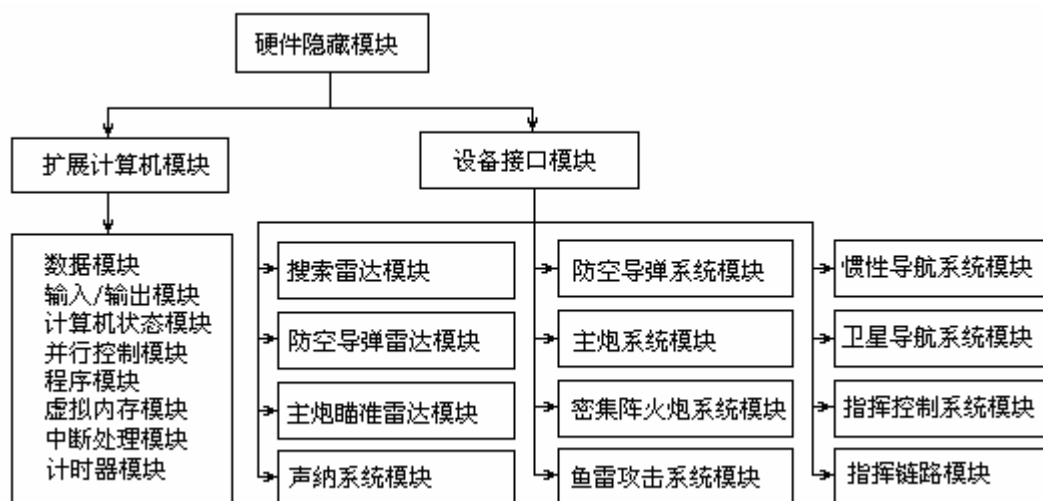 硬件隐藏模块
扩展计算机模块
设备接口模块
数据模块
输入/输出模块
计算机状态模块
并行控制模块
程序模块
虚拟内存模块
中断处理模块
计时器模块
搜索雷达模块
防空导弹雷达模块
主炮瞄准雷达模块
声纳系统模块
防空导弹系统模块
主炮系统模块
密集阵火炮系统模块
鱼雷攻击系统模块
惯性导航系统模块
卫星导航系统模块
指挥控制系统模块
指挥链路模块